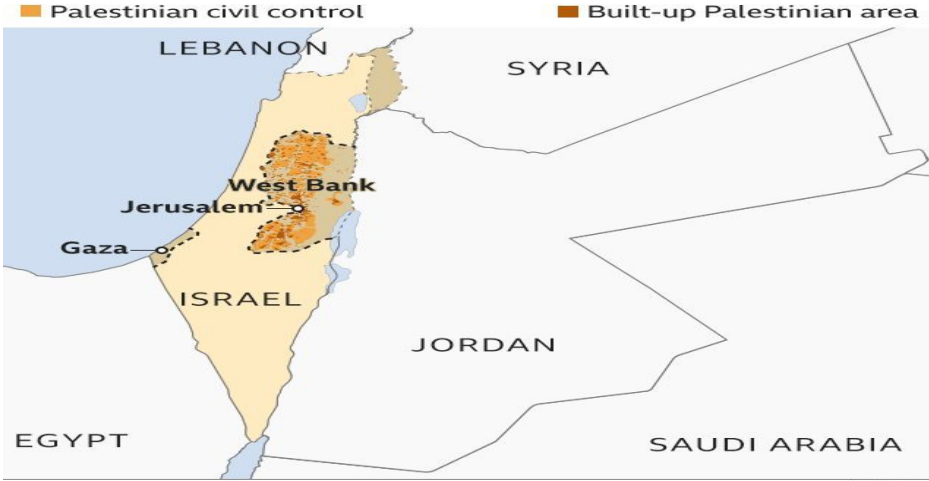 Palestinian civil control
Built-up Palestinian area
LEBANON
SYRIA
West Bank
Jerusalem
Gaza
ISRAEL
JORDAN
EGYPT
SAUDI ARABIA